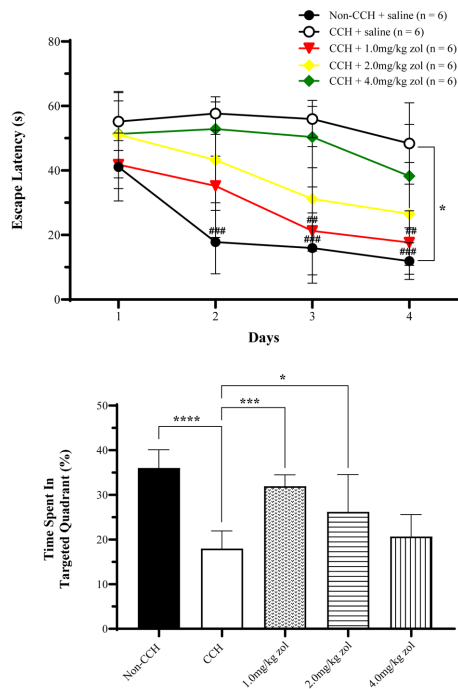 Non-CCH + saline (n = 6)
CCH + saline (n = 6)
CCH + 1.0mg/kg zol (n = 6)
CCH + 2.0mg/kg zol (n = 6)
CCH + 4.0mg/kg zol (n = 6)
80
60
40
20
0
Escape Latency (s)
##
##
###
###
###
*
1
2
3
4
Days
*
***
****
50
40
30
20
10
0
Time Spent In
Targeted Quadrant (%)
Non-CCH
CCH
1.0mg/kg zol
2.0mg/kg zol
4.0mg/kg zol